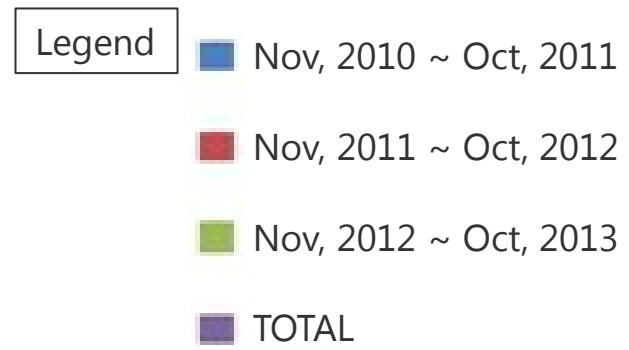 Legend
Nov, 2010 ~ Oct, 2011
Nov, 2011 ~ Oct, 2012
Nov, 2012 ~ Oct, 2013
TOTAL